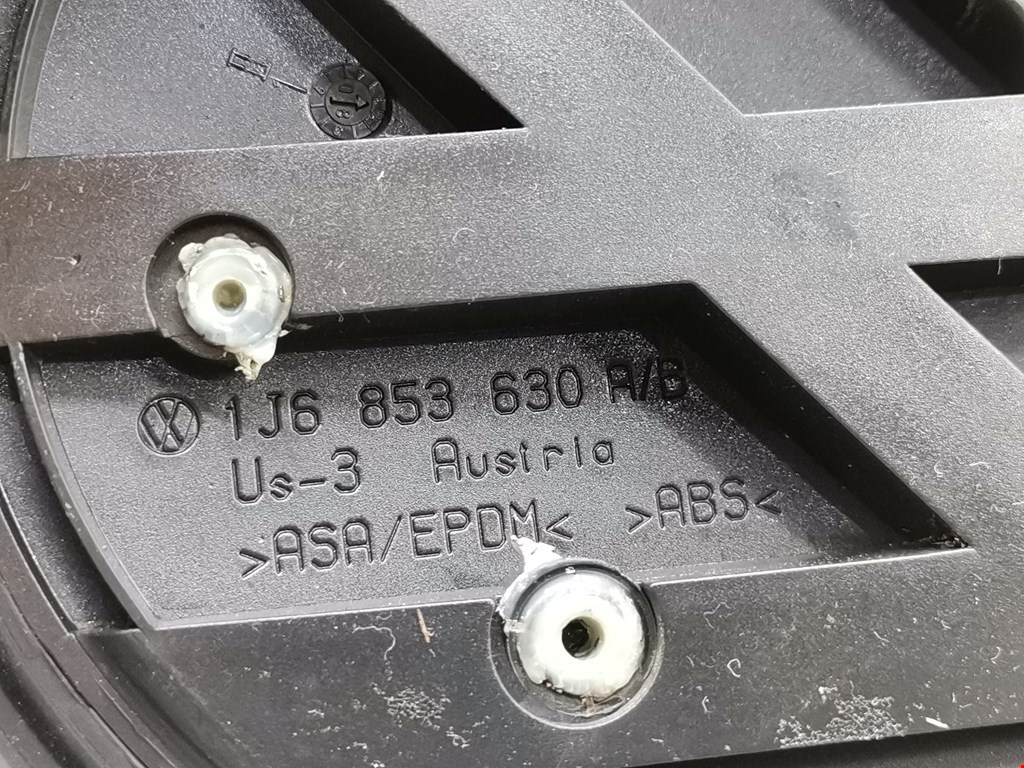 1J6 853 630 A/B
Us-3 Austria
>ASA/EPDM< >ABS<